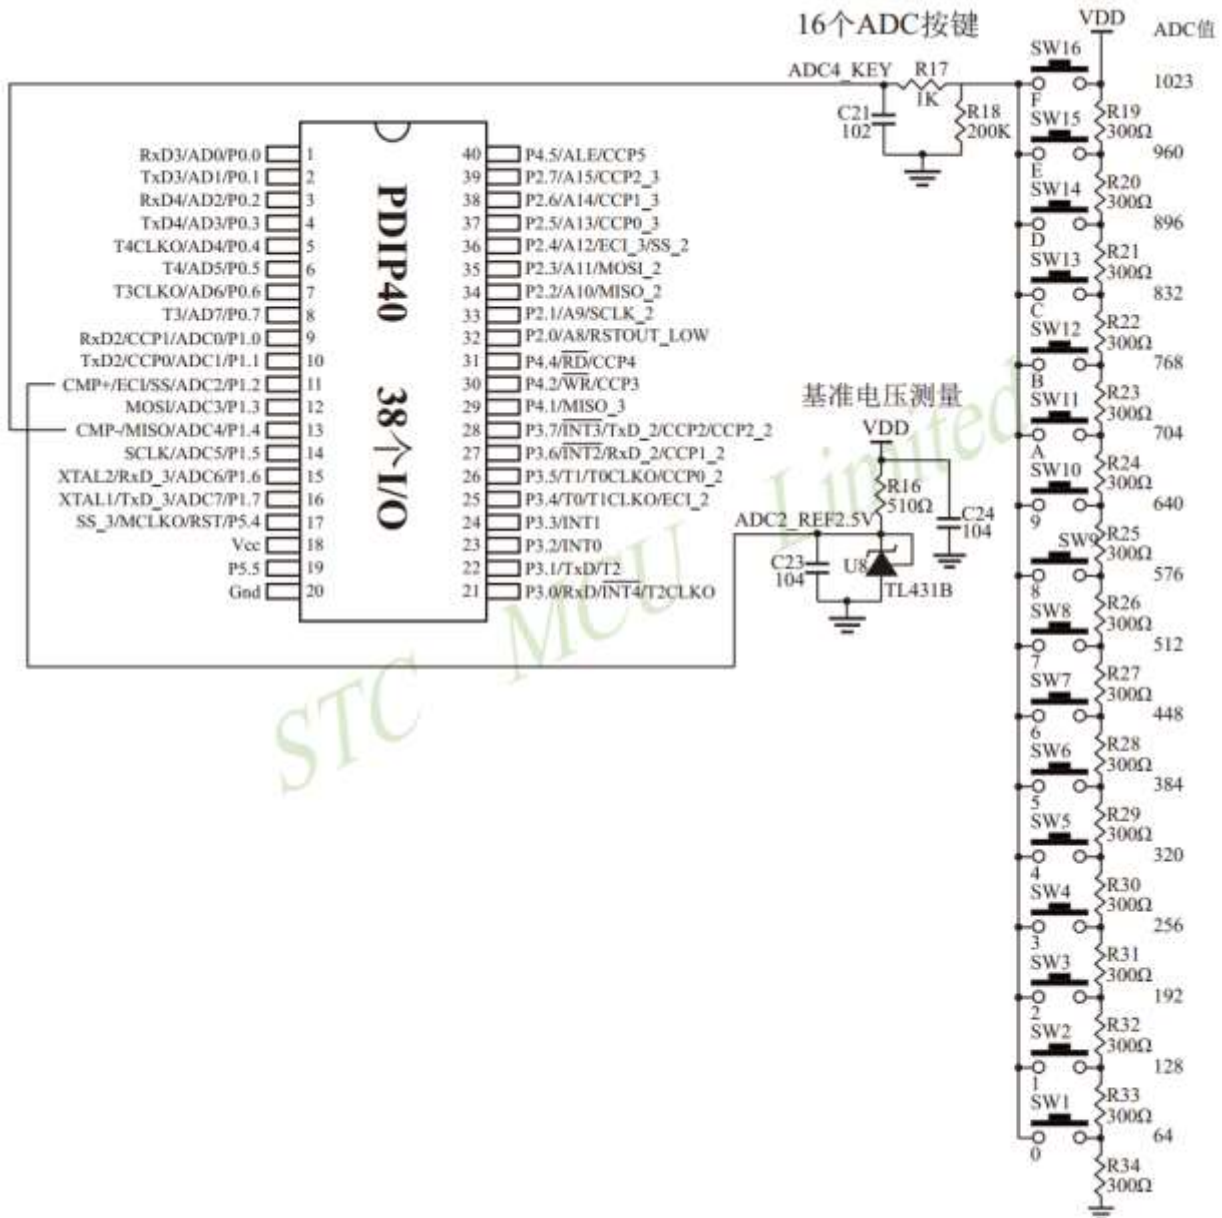 16个ADC按键
VDD
ADC值
SW16
ADC4_KEY
R17
1K
1023
C21
102
R18
200K
F
SW15
R19
300Ω
960
E
SW14
R20
300Ω
896
D
SW13
R21
300Ω
832
C
SW12
R22
300Ω
768
B
SW11
R23
300Ω
704
A
SW10
R24
300Ω
640
9
SW9
R25
300Ω
576
8
SW8
R26
300Ω
512
7
SW7
R27
300Ω
448
6
SW6
R28
300Ω
384
5
SW5
R29
300Ω
320
4
SW4
R30
300Ω
256
3
SW3
R31
300Ω
192
2
SW2
R32
300Ω
128
1
SW1
R33
300Ω
64
0
R34
300Ω
PDIP40 38个I/O
RxD3/AD0/P0.0 1
TxD3/AD1/P0.1 2
RxD4/AD2/P0.2 3
TxD4/AD3/P0.3 4
T4CLKO/AD4/P0.4 5
T4/AD5/P0.5 6
T3CLKO/AD6/P0.6 7
T3/AD7/P0.7 8
RxD2/CCP1/ADC0/P1.0 9
TxD2/CCP0/ADC1/P1.1 10
CMP+/ECI/SS/ADC2/P1.2 11
MOSI/ADC3/P1.3 12
CMP-/MISO/ADC4/P1.4 13
SCLK/ADC5/P1.5 14
XTAL2/RxD_3/ADC6/P1.6 15
XTAL1/TxD_3/ADC7/P1.7 16
SS_3/MCLKO/RST/P5.4 17
Vcc 18
P5.5 19
Gnd 20
40 P4.5/ALE/CCP5
39 P2.7/A15/CCP2_3
38 P2.6/A14/CCP1_3
37 P2.5/A13/CCP0_3
36 P2.4/A12/ECI_3/SS_2
35 P2.3/A11/MOSI_2
34 P2.2/A10/MISO_2
33 P2.1/A9/SCLK_2
32 P2.0/A8/RSTOUT_LOW
31 P4.4/RD/CCP4
30 P4.2/WR/CCP3
29 P4.1/MISO_3
28 P3.7/INT3/TxD_2/CCP2/CCP2_2
27 P3.6/INT2/RxD_2/CCP1_2
26 P3.5/T1/T0CLKO/CCP0_2
25 P3.4/T0/T1CLKO/ECI_2
24 P3.3/INT1
23 P3.2/INT0
22 P3.1/TxD/T2
21 P3.0/RxD/INT4/T2CLKO
基准电压测量
VDD
R16
510Ω
ADC2_REF2.5V
C24
104
C23
104
U8
TL431B
STC MCU Limited